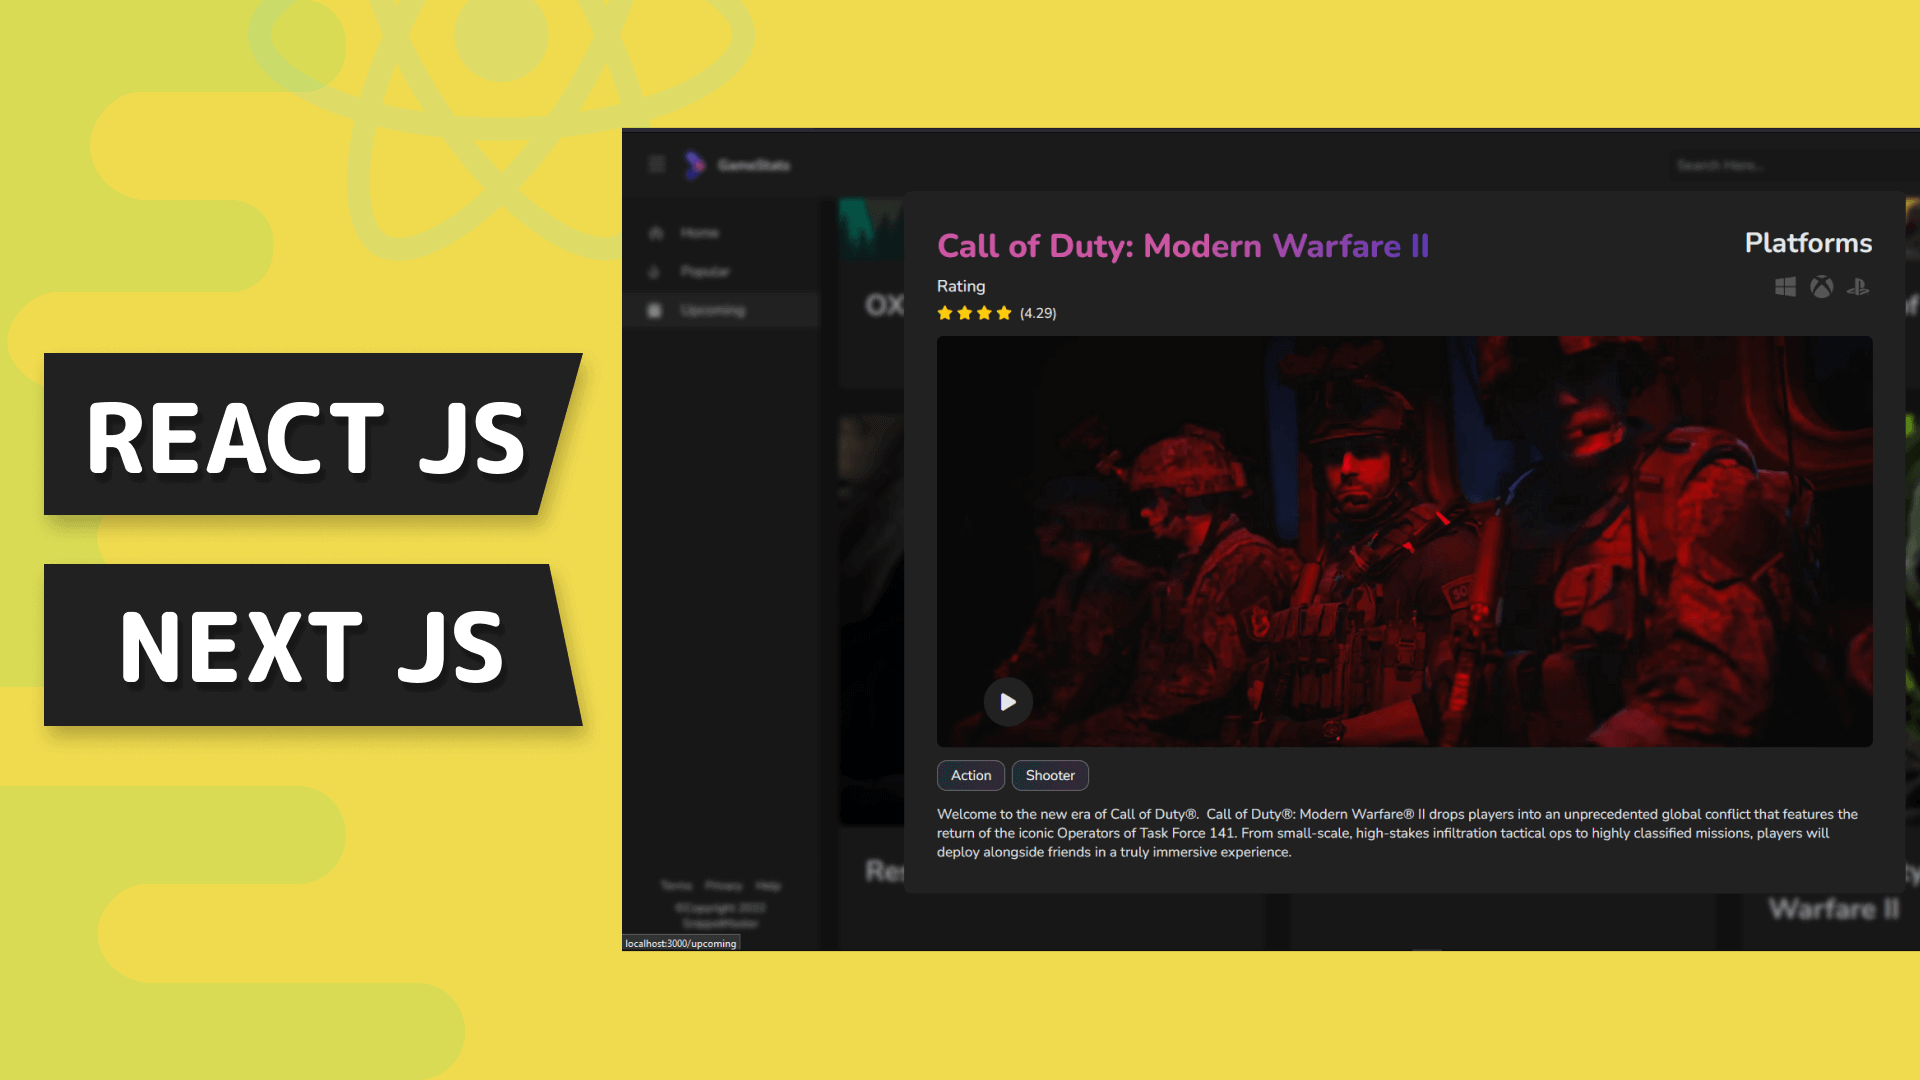 REACT JS
NEXT JS
GameStats
Search Here...
Home
Popular
Upcoming
OX
Call of Duty: Modern Warfare II
Platforms
Rating
(4.29)
Action
Shooter
Welcome to the new era of Call of Duty®.  Call of Duty®: Modern Warfare® II drops players into an unprecedented global conflict that features the
return of the iconic Operators of Task Force 141. From small-scale, high-stakes infiltration tactical ops to highly classified missions, players will
deploy alongside friends in a truly immersive experience.
Res
Warfare II
Terms Privacy Help
©Copyright 2022
SnippetMaster
localhost:3000/upcoming